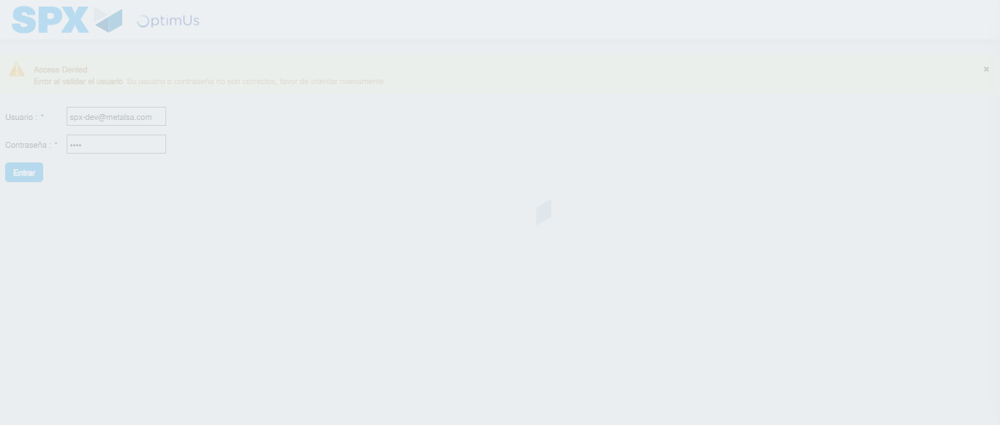 SPX OptimUs
Access Denied
Error al validar el usuario Su usuario o contraseña no son correctos, favor de intentar nuevamente
Usuario : * spx-dev@metalsa.com
Contraseña : * ••••
Entrar